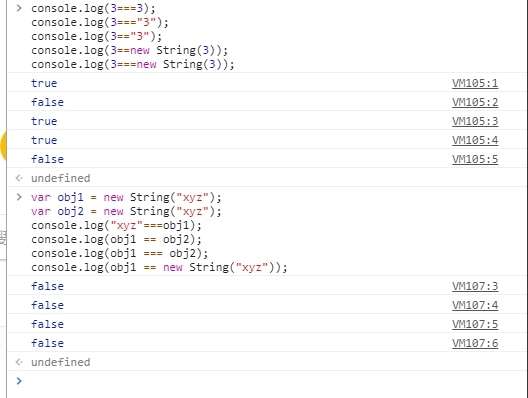 console.log(3===3);
console.log(3==="3");
console.log(3=="3");
console.log(3==new String(3));
console.log(3===new String(3));
true VM105:1
false VM105:2
true VM105:3
true VM105:4
false VM105:5
undefined
var obj1 = new String("xyz");
var obj2 = new String("xyz");
console.log("xyz"===obj1);
console.log(obj1 == obj2);
console.log(obj1 === obj2);
console.log(obj1 == new String("xyz"));
false VM107:3
false VM107:4
false VM107:5
false VM107:6
undefined